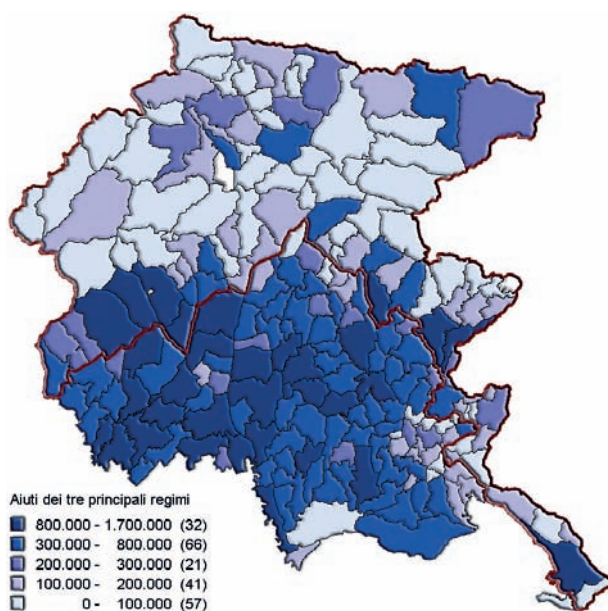 Aiuti dei tre principali regimi
800.000 - 1.700.000 (32)
300.000 - 800.000 (66)
200.000 - 300.000 (21)
100.000 - 200.000 (41)
0 - 100.000 (57)